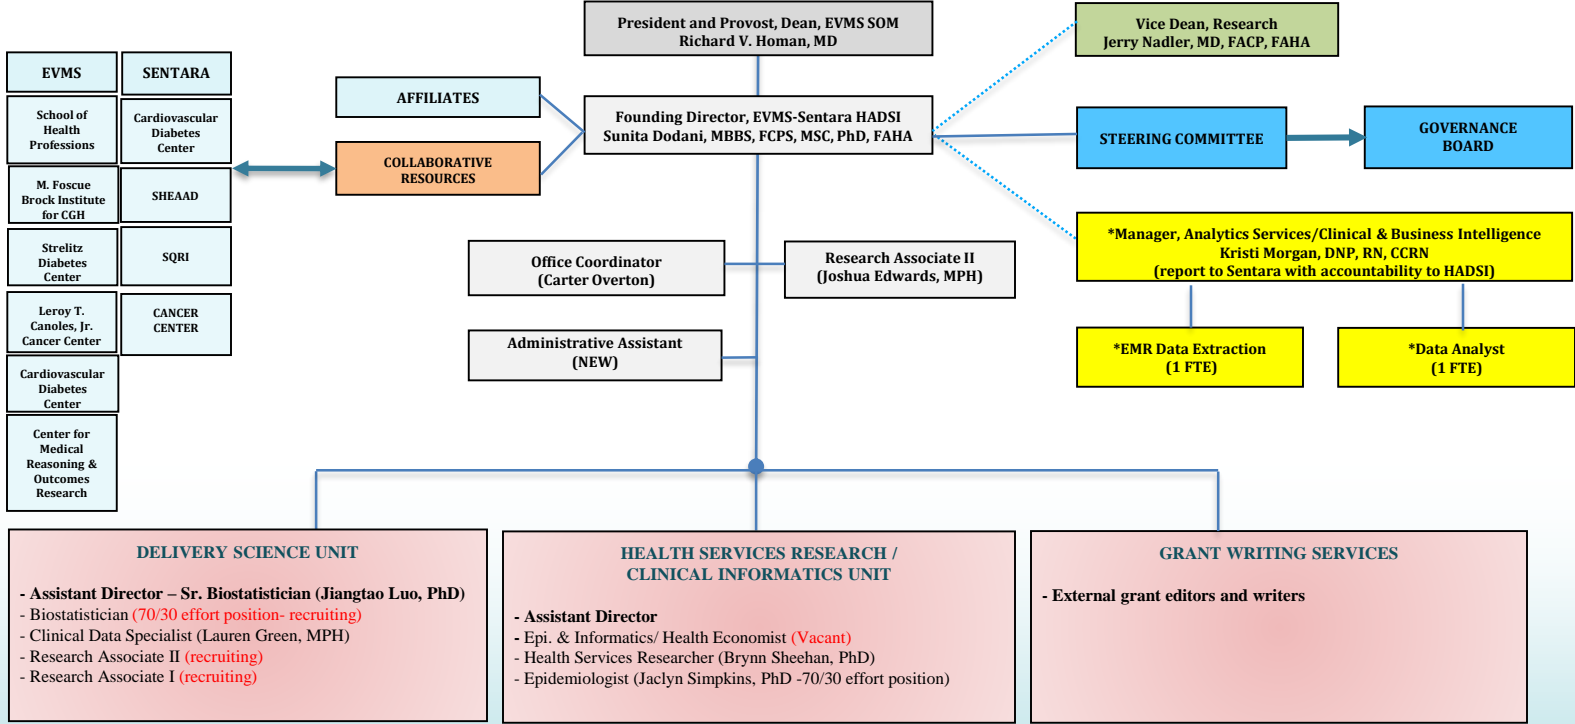 President and Provost, Dean, EVMS SOM
Richard V. Homan, MD
Vice Dean, Research
Jerry Nadler, MD, FACP, FAHA
EVMS
SENTARA
School of
Health
Professions
Cardiovascular
Diabetes
Center
M. Foscue
Brock Institute
for CGH
SHEAAD
Strelitz
Diabetes
Center
SQRI
Leroy T.
Canoles, Jr.
Cancer Center
CANCER
CENTER
Cardiovascular
Diabetes
Center
Center for
Medical
Reasoning &
Outcomes
Research
AFFILIATES
COLLABORATIVE
RESOURCES
Founding Director, EVMS-Sentara HADSI
Sunita Dodani, MBBS, FCPS, MSC, PhD, FAHA
STEERING COMMITTEE
GOVERNANCE
BOARD
*Manager, Analytics Services/Clinical & Business Intelligence
Kristi Morgan, DNP, RN, CCRN
(report to Sentara with accountability to HADSI)
Office Coordinator
(Carter Overton)
Research Associate II
(Joshua Edwards, MPH)
Administrative Assistant
(NEW)
*EMR Data Extraction
(1 FTE)
*Data Analyst
(1 FTE)
DELIVERY SCIENCE UNIT
- Assistant Director – Sr. Biostatistician (Jiangtao Luo, PhD)
- Biostatistician (70/30 effort position- recruiting)
- Clinical Data Specialist (Lauren Green, MPH)
- Research Associate II (recruiting)
- Research Associate I (recruiting)
HEALTH SERVICES RESEARCH /
CLINICAL INFORMATICS UNIT
- Assistant Director
- Epi. & Informatics/ Health Economist (Vacant)
- Health Services Researcher (Brynn Sheehan, PhD)
- Epidemiologist (Jaclyn Simpkins, PhD -70/30 effort position)
GRANT WRITING SERVICES
- External grant editors and writers